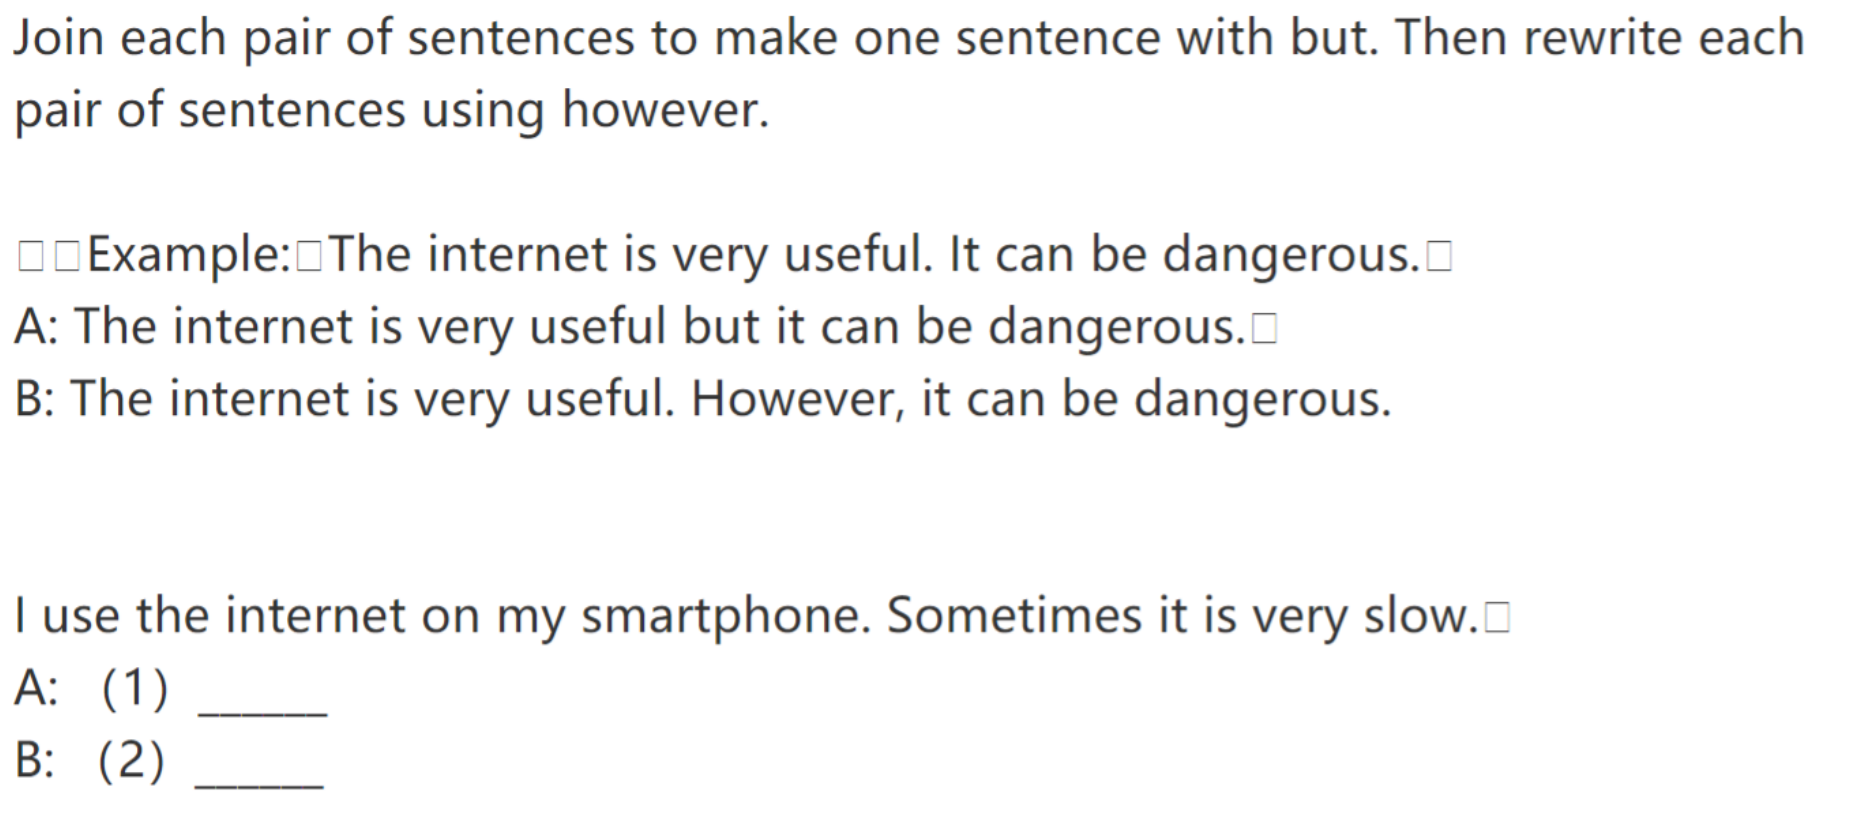 Join each pair of sentences to make one sentence with but. Then rewrite each
pair of sentences using however.
□□Example:□The internet is very useful. It can be dangerous.□
A: The internet is very useful but it can be dangerous.□
B: The internet is very useful. However, it can be dangerous.
I use the internet on my smartphone. Sometimes it is very slow.□
A: (1) ______
B: (2) ______